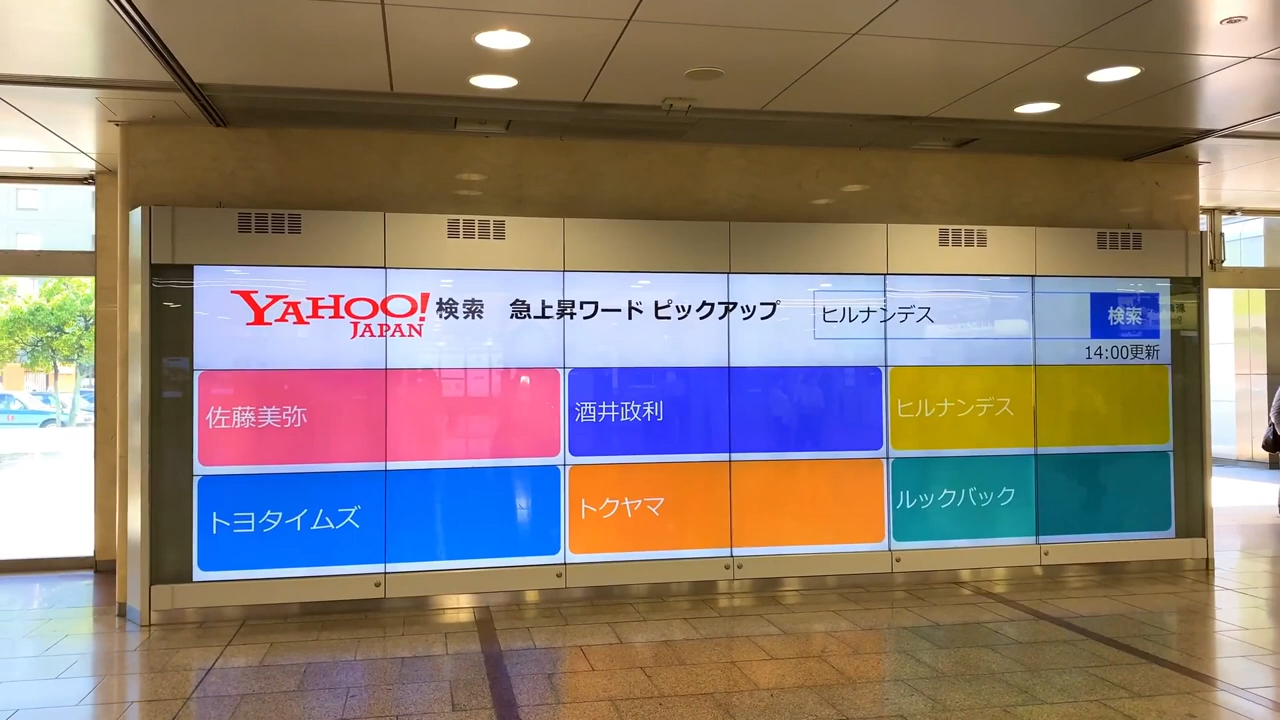 YAHOO! JAPAN 検索 急上昇ワード ピックアップ
ヒルナンデス 検索
14:00更新
佐藤美弥 酒井政利 ヒルナンデス
トヨタイムズ トクヤマ ルックバック